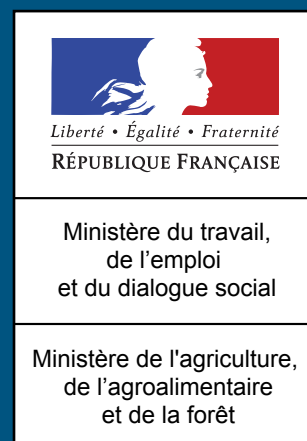 Liberté • Égalité • Fraternité
RÉPUBLIQUE FRANÇAISE
Ministère du travail,
de l’emploi
et du dialogue social
Ministère de l'agriculture,
de l’agroalimentaire
et de la forêt